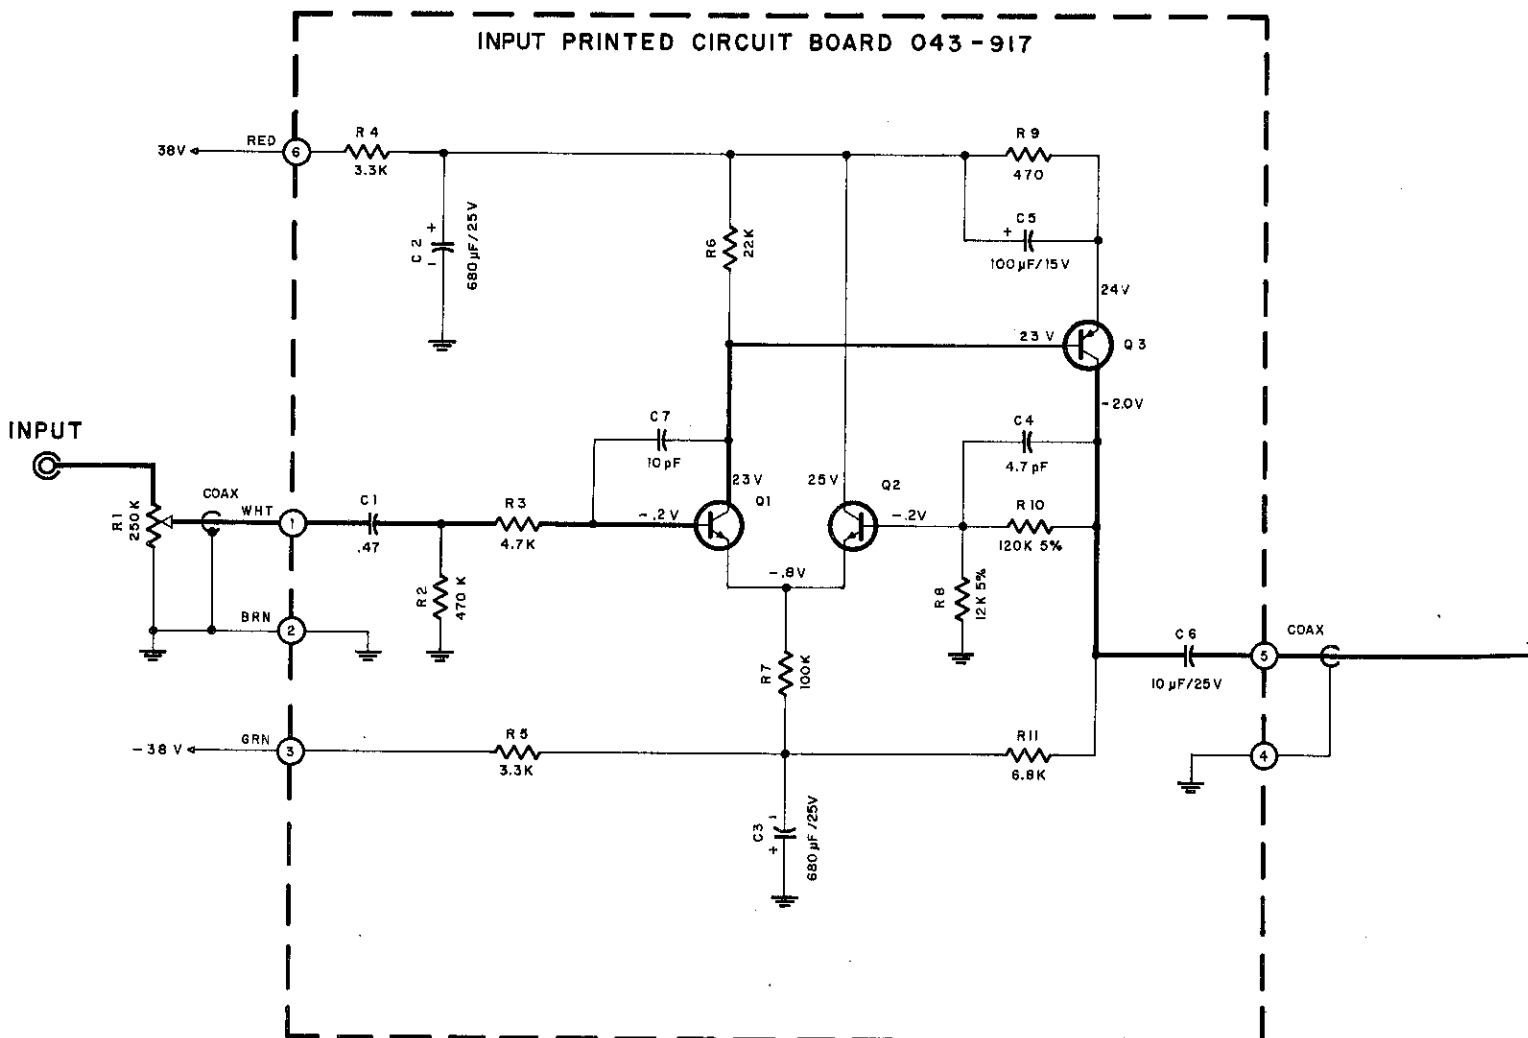 INPUT PRINTED CIRCUIT BOARD 043-917
38V
RED
6
R4
3.3K
R9
470
C2
+
-
680µF/25V
R6
22K
+
C5
100µF/15V
24V
23V
Q3
-2.0V
INPUT
R1
250K
COAX
WHT
1
C1
.47
R3
4.7K
C7
10pF
-.2V
23V
Q1
25V
Q2
-.2V
C4
4.7pF
R10
120K 5%
R2
470K
-.8V
R8
12K 5%
BRN
2
R7
100K
C6
10µF/25V
5
COAX
-38V
GRN
3
R5
3.3K
R11
6.8K
4
C3
-
+
680µF/25V